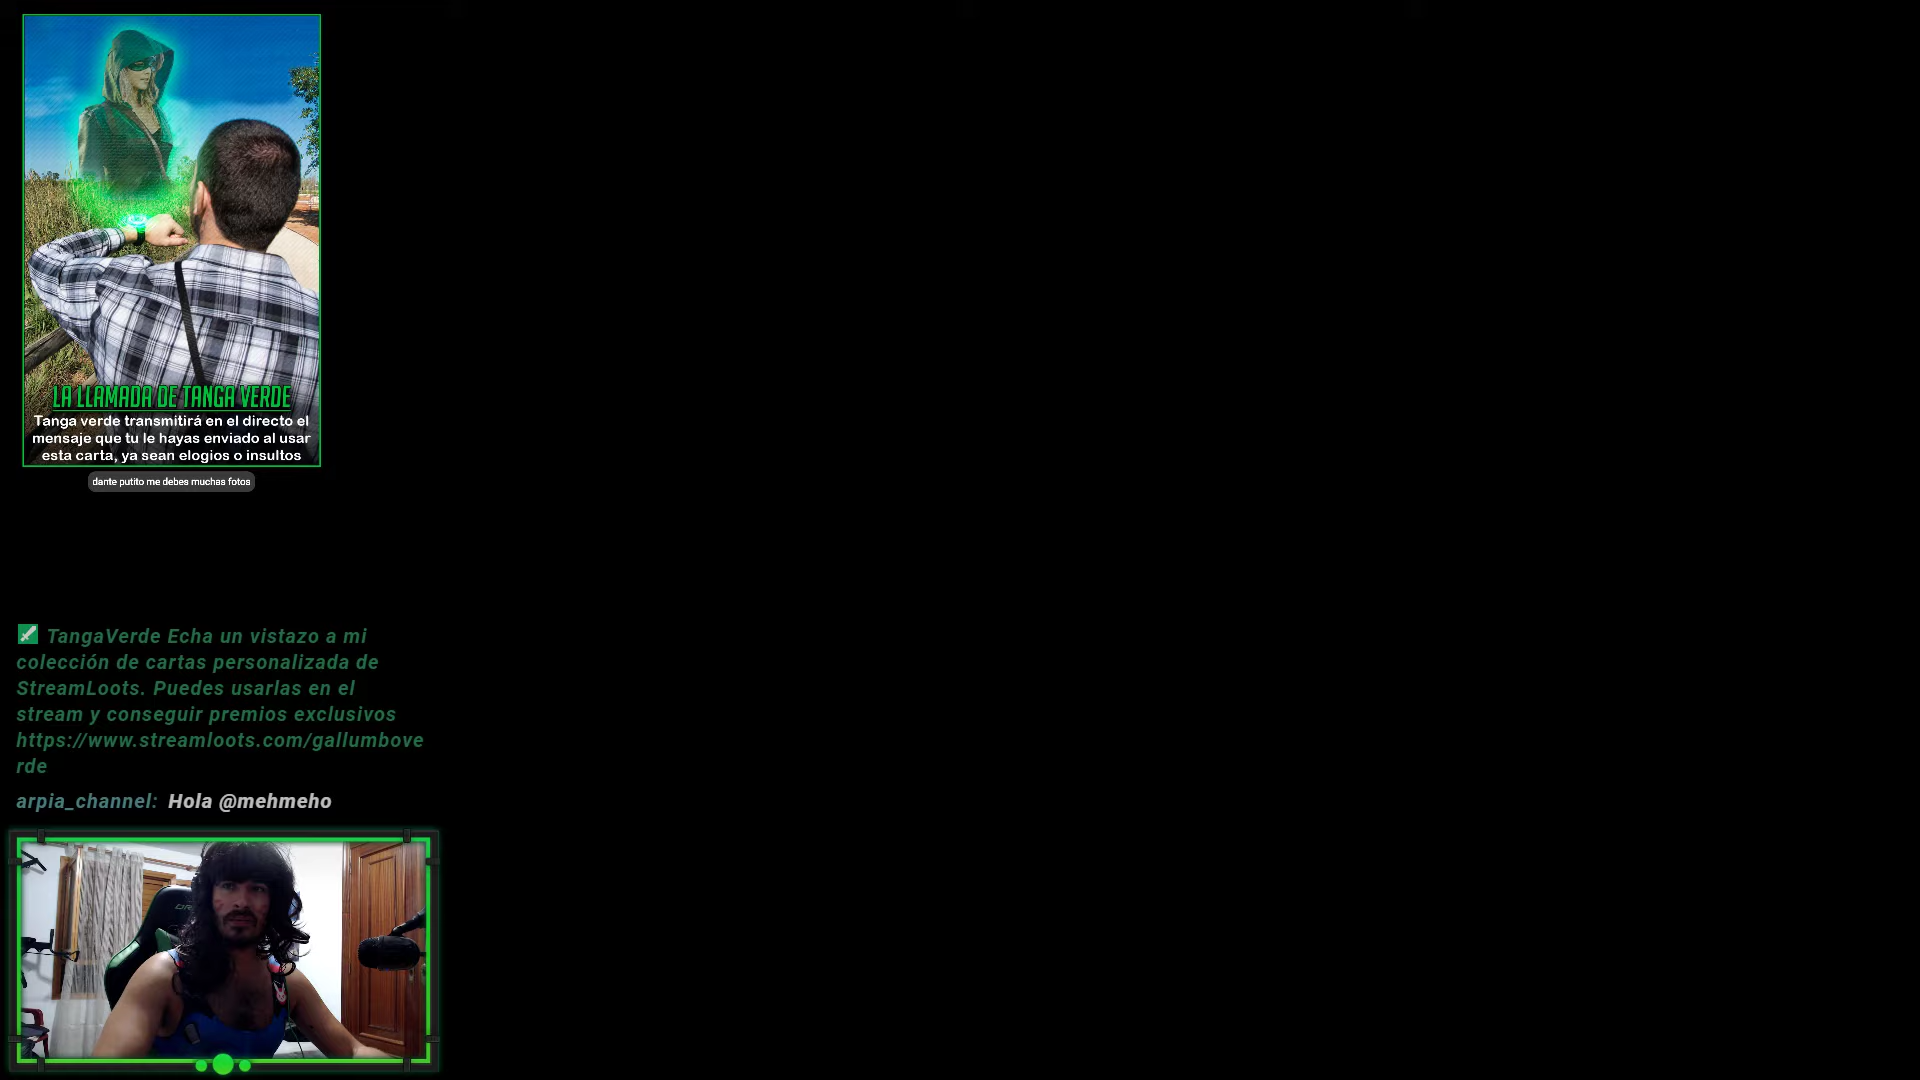 LA LLAMADA DE TANGA VERDE
Tanga verde transmitirá en el directo el
mensaje que tu le hayas enviado al usar
esta carta, ya sean elogios o insultos
dante putito me debes muchas fotos
TangaVerde Echa un vistazo a mi
colección de cartas personalizada de
StreamLoots. Puedes usarlas en el
stream y conseguir premios exclusivos
https://www.streamloots.com/gallumbove
rde
arpia_channel: Hola @mehmeho